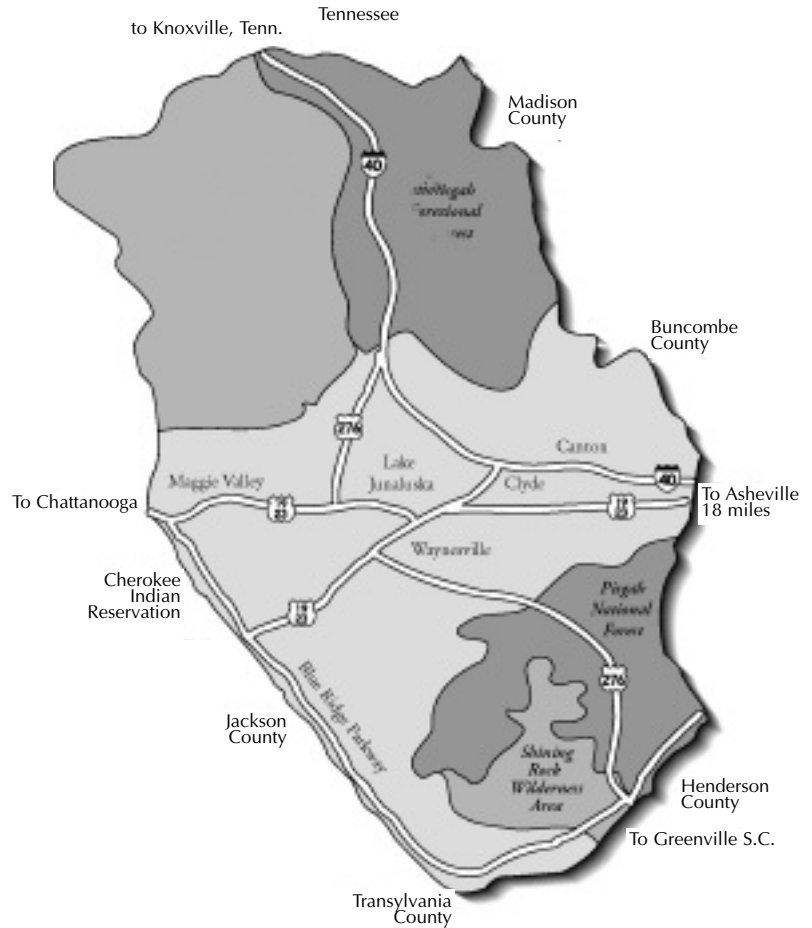 Tennessee
to Knoxville, Tenn.
Madison
County
40
Buncombe
County
276
Canton
Lake
Junaluska
Maggie Valley
Clyde
40
To Chattanooga
19
23
19
23
To Asheville
18 miles
Waynesville
Cherokee
Indian
Reservation
19
23
Pisgah
National
Forest
276
Blue Ridge Parkway
Jackson
County
Shining
Rock
Wilderness
Area
Henderson
County
To Greenville S.C.
Transylvania
County